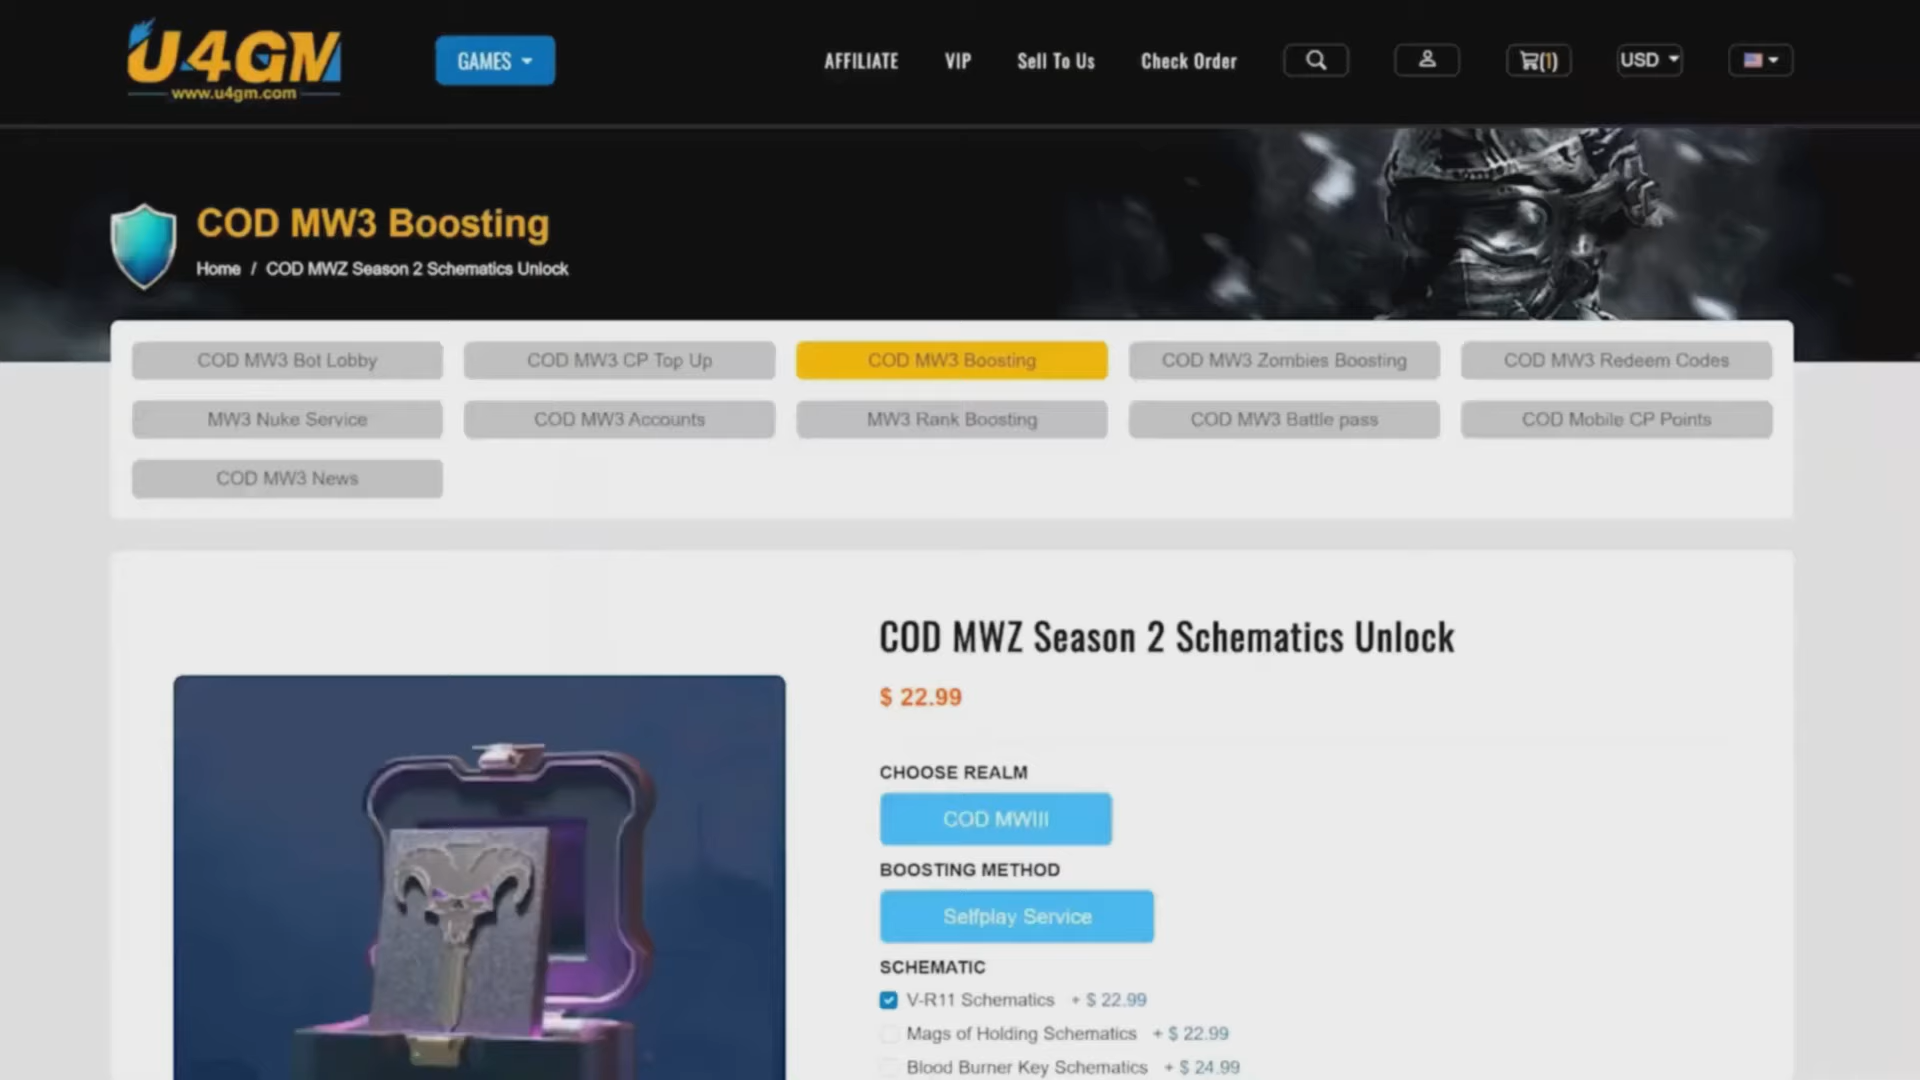 U4GM
www.u4gm.com
GAMES
AFFILIATE
VIP
Sell To Us
Check Order
(1)
USD
COD MW3 Boosting
Home / COD MWZ Season 2 Schematics Unlock
COD MW3 Bot Lobby
COD MW3 CP Top Up
COD MW3 Boosting
COD MW3 Zombies Boosting
COD MW3 Redeem Codes
MW3 Nuke Service
COD MW3 Accounts
MW3 Rank Boosting
COD MW3 Battle pass
COD Mobile CP Points
COD MW3 News
COD MWZ Season 2 Schematics Unlock
$ 22.99
CHOOSE REALM
COD MWIII
BOOSTING METHOD
Selfplay Service
SCHEMATIC
V-R11 Schematics + $ 22.99
Mags of Holding Schematics + $ 22.99
Blood Burner Key Schematics + $ 24.99